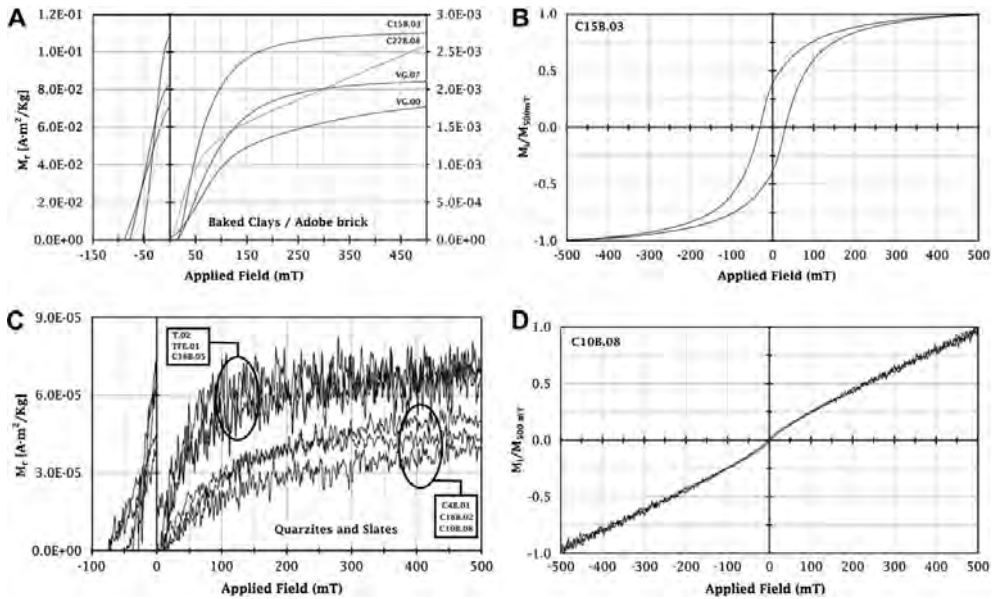 A
1.2E-01
1.0E-01
8.0E-02
6.0E-02
4.0E-02
2.0E-02
0.0E+00
Mr [A·m²/Kg]
-150 -50 50 150 250 350 450
Applied Field (mT)
3.0E-03
2.5E-03
2.0E-03
1.5E-03
1.0E-03
5.0E-04
0.0E+00
C15B.03
C22B.08
VG.07
VG.00
Baked Clays / Adobe brick
B
C15B.03
1.0
0.5
0.0
-0.5
-1.0
Mi/M500mT
-500 -400 -300 -200 -100 0 100 200 300 400 500
Applied Field (mT)
C
9.0E-05
6.0E-05
3.0E-05
0.0E+00
Mr [A·m²/Kg]
T.02
TFE.01
C16B.05
C4B.01
C16B.02
C10B.08
Quarzites and Slates
-100 0 100 200 300 400 500
Applied Field (mT)
D
C10B.08
1.0
0.5
0.0
-0.5
-1.0
Mi/M500 mT
-500 -400 -300 -200 -100 0 100 200 300 400 500
Applied Field (mT)